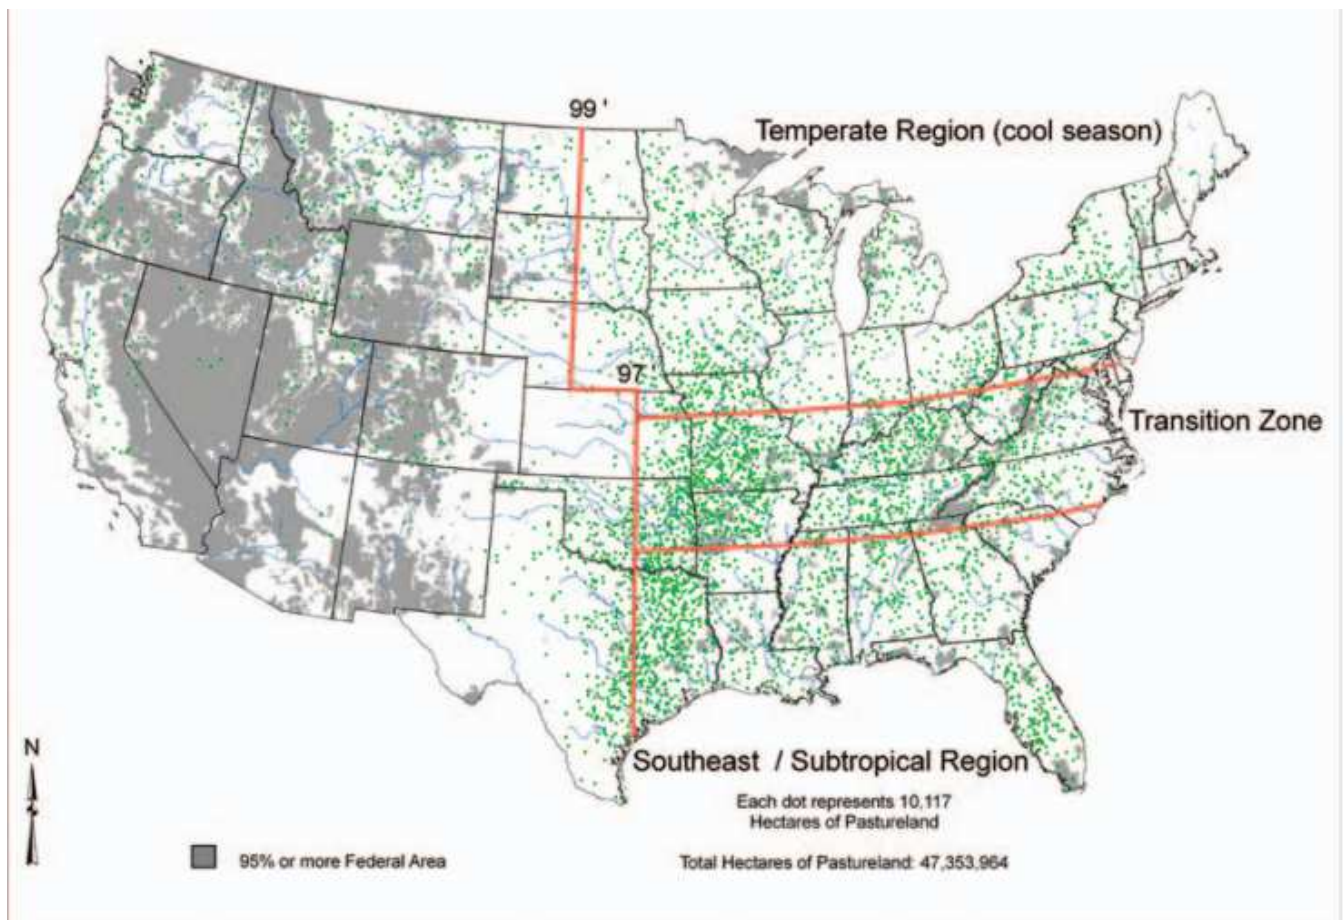 99 '
Temperate Region (cool season)
97 '
Transition Zone
Southeast / Subtropical Region
Each dot represents 10,117
Hectares of Pastureland
N
95% or more Federal Area
Total Hectares of Pastureland: 47,353,964